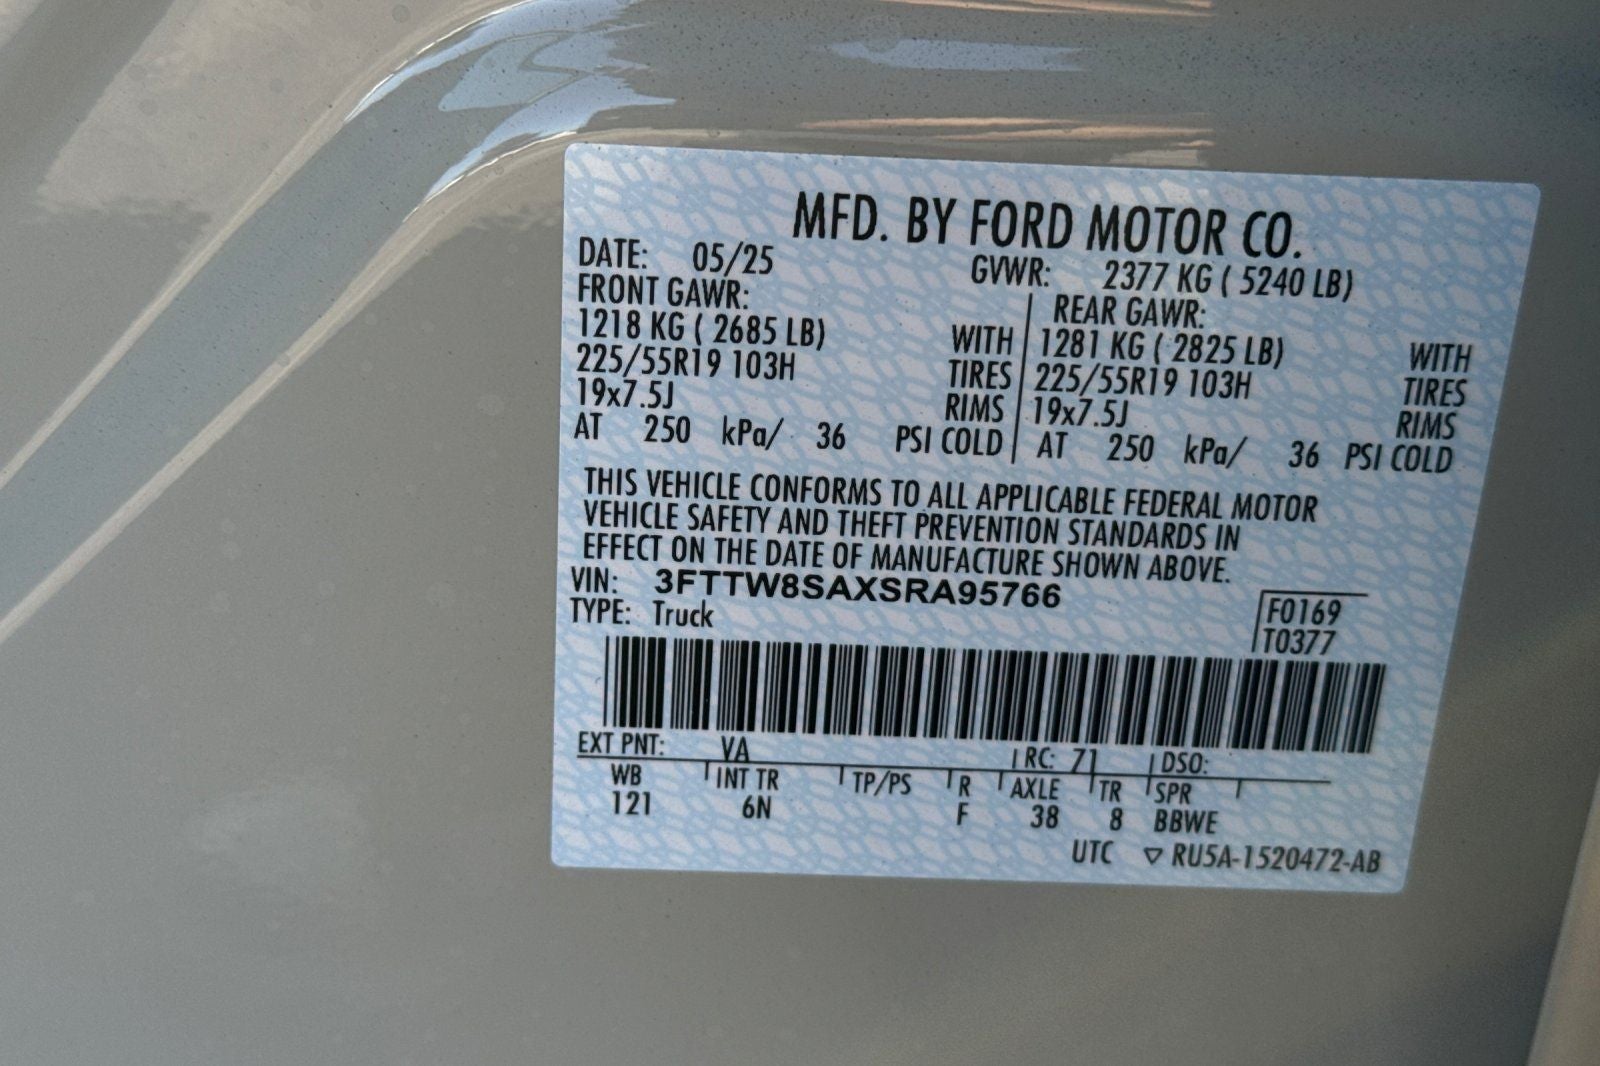 MFD. BY FORD MOTOR CO.
DATE: 05/25 GVWR: 2377 KG ( 5240 LB)
FRONT GAWR: REAR GAWR:
1218 KG ( 2685 LB) WITH 1281 KG ( 2825 LB) WITH
225/55R19 103H TIRES 225/55R19 103H TIRES
19x7.5J RIMS 19x7.5J RIMS
AT 250 kPa/ 36 PSI COLD AT 250 kPa/ 36 PSI COLD
THIS VEHICLE CONFORMS TO ALL APPLICABLE FEDERAL MOTOR
VEHICLE SAFETY AND THEFT PREVENTION STANDARDS IN
EFFECT ON THE DATE OF MANUFACTURE SHOWN ABOVE.
VIN: 3FTTW8SAXSRA95766
TYPE: Truck
F0169
T0377
EXT PNT: VA RC: 71 DSO:
WB INT TR TP/PS R AXLE TR SPR
121 6N F 38 8 BBWE
UTC ▽ RU5A-1520472-AB